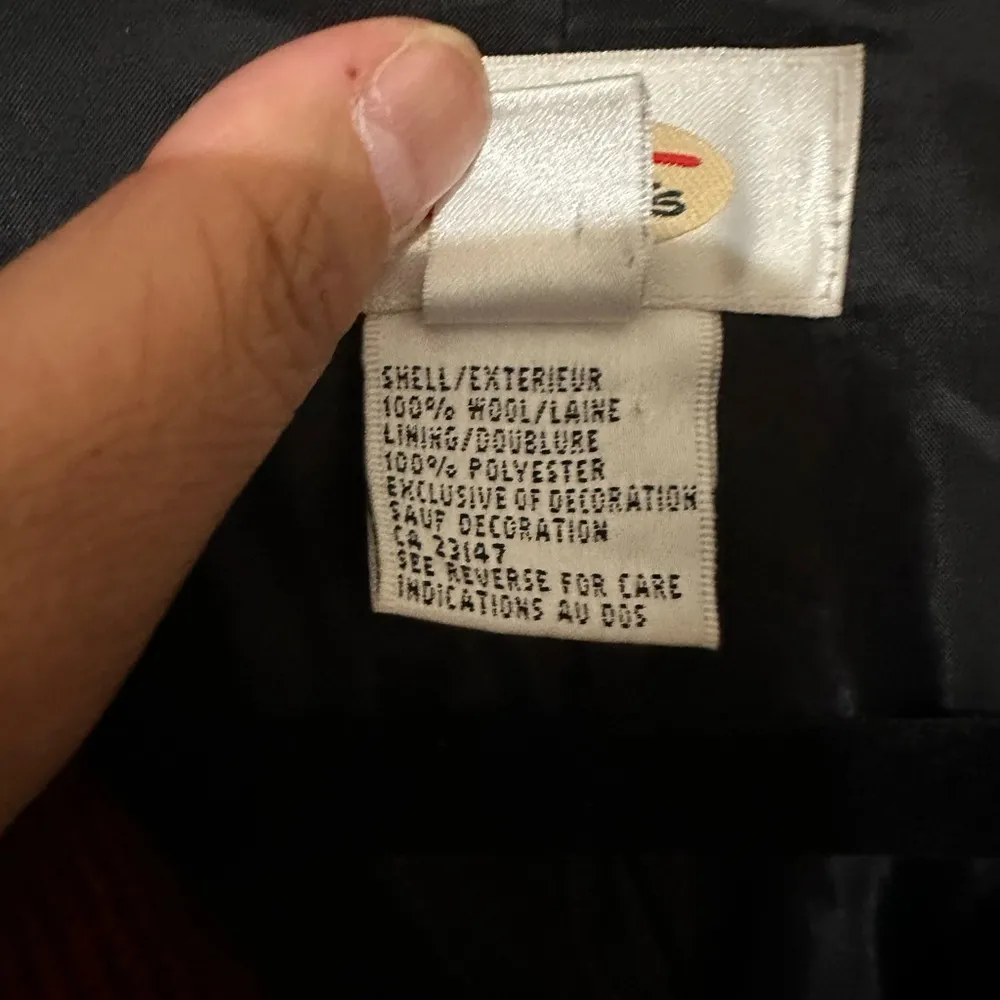 's
SHELL/EXTERIEUR
100% WOOL/LAINE
LINING/DOUBLURE
100% POLYESTER
EXCLUSIVE OF DECORATION
SAUF DECORATION
CA 23147
SEE REVERSE FOR CARE
INDICATIONS AU DOS